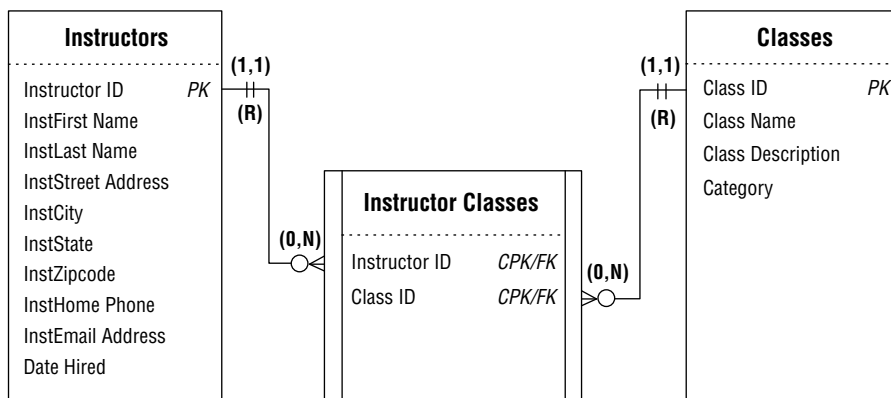 Instructors
Instructor ID PK
InstFirst Name
InstLast Name
InstStreet Address
InstCity
InstState
InstZipcode
InstHome Phone
InstEmail Address
Date Hired
(1,1)
(R)
(0,N)
Instructor Classes
Instructor ID CPK/FK
Class ID CPK/FK
(0,N)
(1,1)
(R)
Classes
Class ID PK
Class Name
Class Description
Category